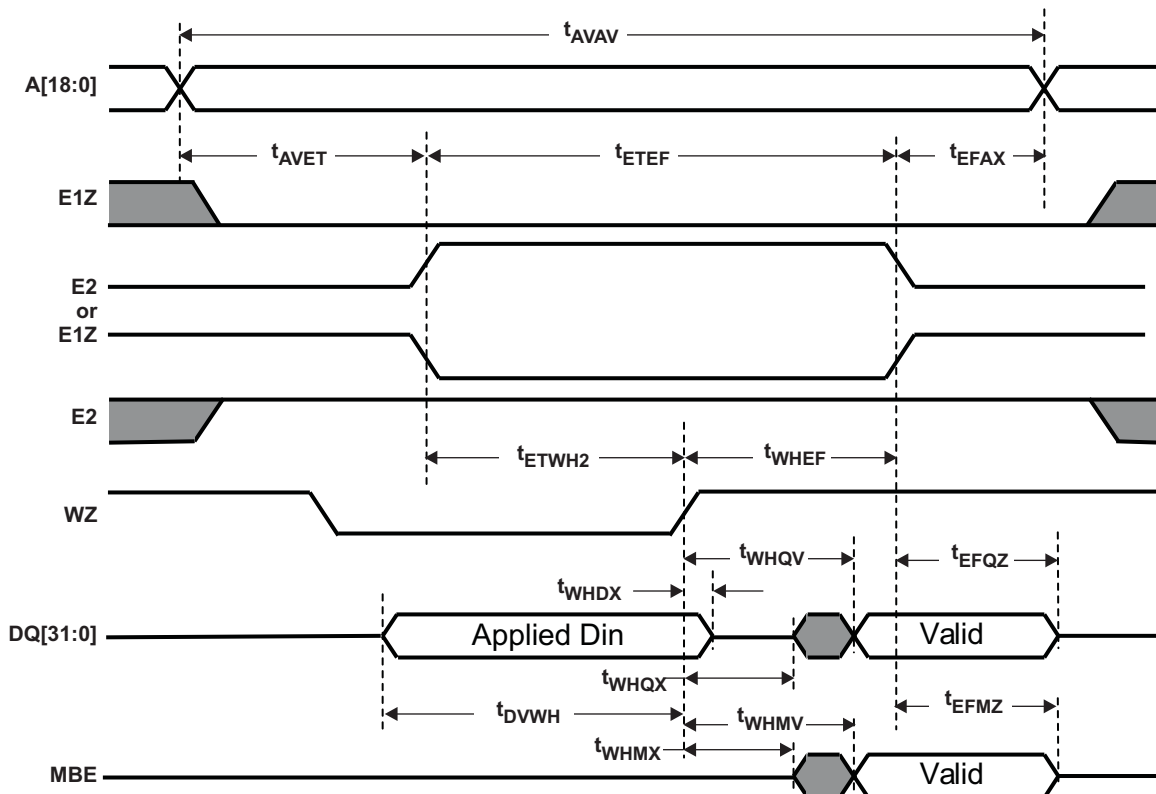 tAVAV
A[18:0]
tAVET
tETEF
tEFAX
E1Z
E2
or
E1Z
E2
tETWH2
tWHEF
WZ
tWHQV
tEFQZ
tWHDX
DQ[31:0]
Applied Din
Valid
tWHQX
tDVWH
tWHMV
tEFMZ
tWHMX
MBE
Valid